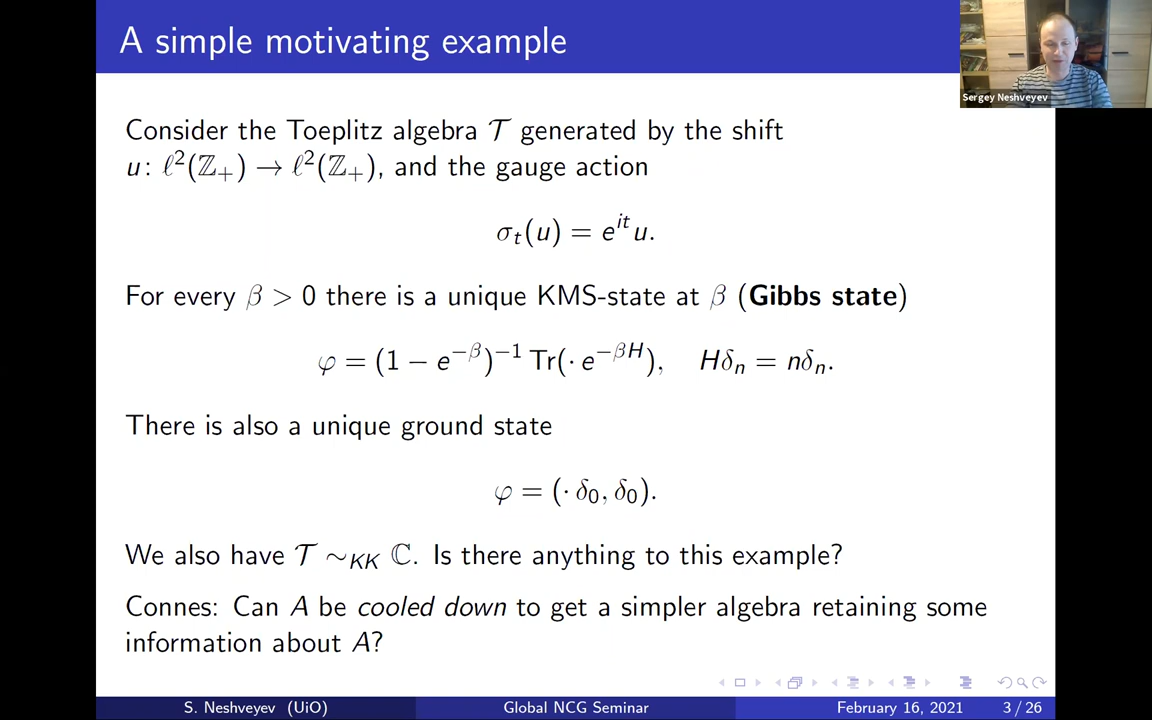 A simple motivating example
Sergey Neshveyev
Consider the Toeplitz algebra 𝒯 generated by the shift
u: ℓ²(ℤ₊) → ℓ²(ℤ₊), and the gauge action
σₜ(u) = eⁱᵗu.
For every β > 0 there is a unique KMS-state at β (Gibbs state)
φ = (1 − e^{−β})^{−1} Tr(· e^{−βH}), Hδₙ = nδₙ.
There is also a unique ground state
φ = (· δ₀, δ₀).
We also have 𝒯 ∼_{KK} ℂ. Is there anything to this example?
Connes: Can A be cooled down to get a simpler algebra retaining some
information about A?
S. Neshveyev (UiO) Global NCG Seminar February 16, 2021 3 / 26